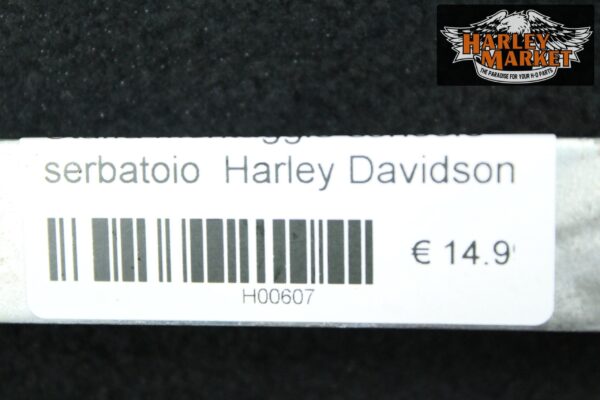 HARLEY
MARKET
THE PARADISE FOR YOUR H-D PARTS
serbatoio Harley Davidson
€ 14.9
H00607